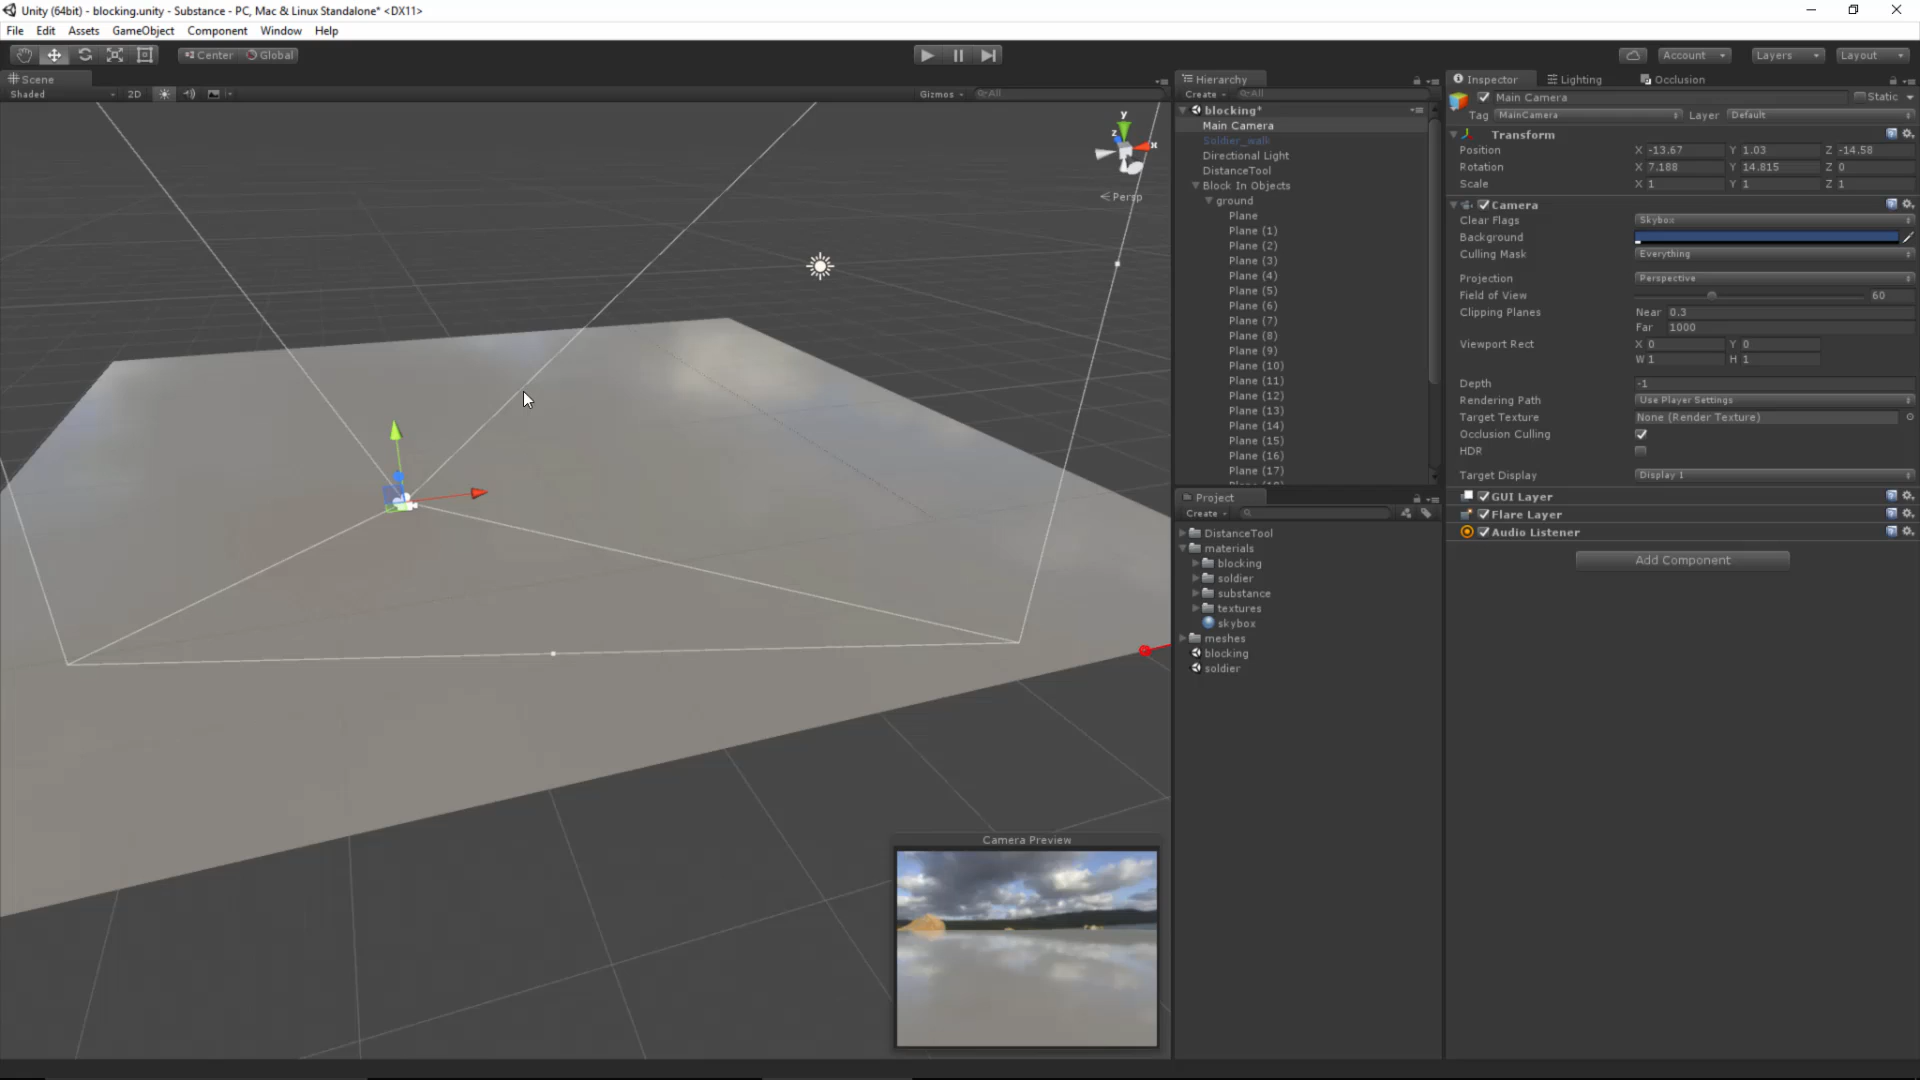 Unity (64bit) - blocking.unity - Substance - PC, Mac & Linux Standalone* <DX11>
File Edit Assets GameObject Component Window Help
Center Global
Account Layers Layout
Scene
Shaded 2D Gizmos All
y
z
x
Persp
Camera Preview
Hierarchy
Create All
blocking*
Main Camera
Soldier_walk
Directional Light
DistanceTool
Block In Objects
ground
Plane
Plane (1)
Plane (2)
Plane (3)
Plane (4)
Plane (5)
Plane (6)
Plane (7)
Plane (8)
Plane (9)
Plane (10)
Plane (11)
Plane (12)
Plane (13)
Plane (14)
Plane (15)
Plane (16)
Plane (17)
Project
Create
DistanceTool
materials
blocking
soldier
substance
textures
skybox
meshes
blocking
soldier
Inspector Lighting Occlusion
Main Camera Static
Tag MainCamera Layer Default
Transform
Position X -13.67 Y 1.03 Z -14.58
Rotation X 7.188 Y 14.815 Z 0
Scale X 1 Y 1 Z 1
Camera
Clear Flags Skybox
Background
Culling Mask Everything
Projection Perspective
Field of View 60
Clipping Planes Near 0.3
Far 1000
Viewport Rect X 0 Y 0
W 1 H 1
Depth -1
Rendering Path Use Player Settings
Target Texture None (Render Texture)
Occlusion Culling
HDR
Target Display Display 1
GUI Layer
Flare Layer
Audio Listener
Add Component